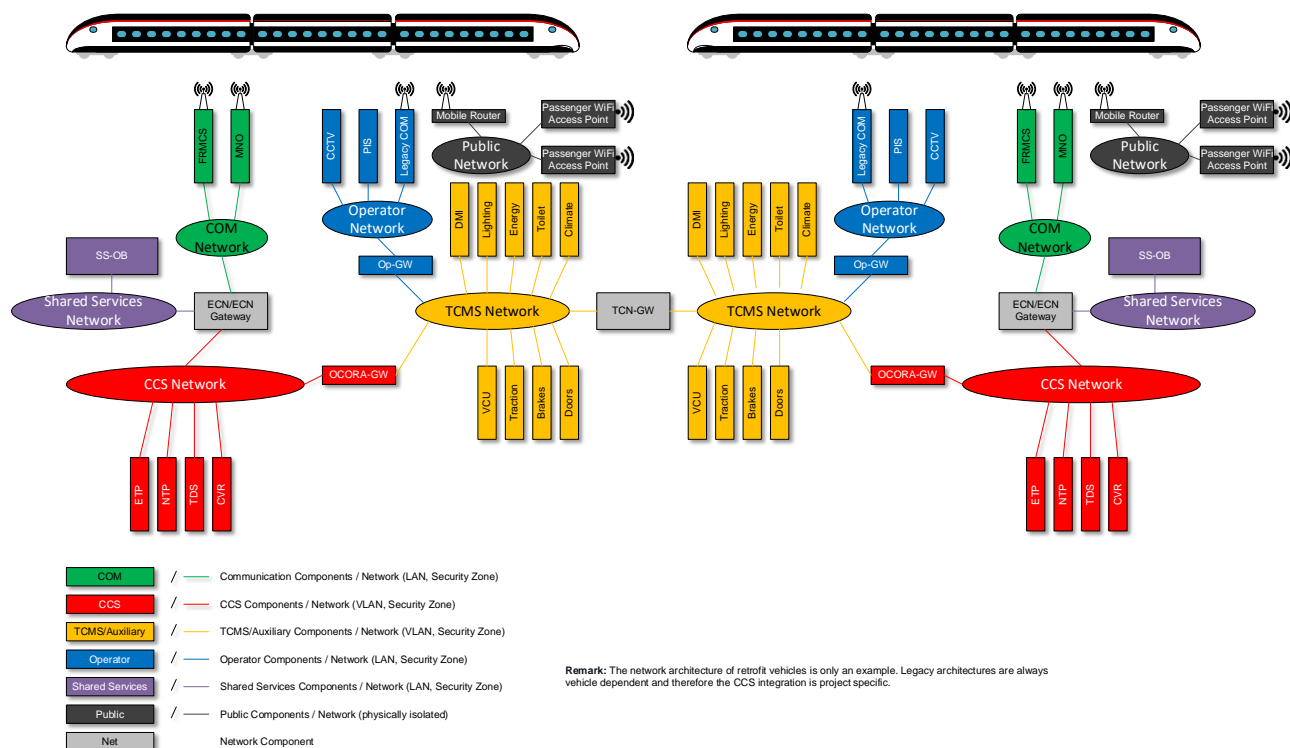 FRMCS
MNO
CCTV
PIS
Legacy COM
Mobile Router
Public
Network
Passenger WiFi
Access Point
Passenger WiFi
Access Point
COM
Network
Operator
Network
Op-GW
DMI
Lighting
Energy
Toilet
Climate
SS-OB
Shared Services
Network
ECN/ECN
Gateway
TCMS Network
TCN-GW
CCS Network
OCORA-GW
VCU
Traction
Brakes
Doors
ETP
NTP
TDS
CVR
DMI
Lighting
Energy
Toilet
Climate
Legacy COM
PIS
CCTV
Operator
Network
Op-GW
TCMS Network
VCU
Traction
Brakes
Doors
FRMCS
MNO
Mobile Router
Public
Network
Passenger WiFi
Access Point
Passenger WiFi
Access Point
COM
Network
SS-OB
ECN/ECN
Gateway
Shared Services
Network
OCORA-GW
CCS Network
ETP
NTP
TDS
CVR
COM / Communication Components / Network (LAN, Security Zone)
CCS / CCS Components / Network (VLAN, Security Zone)
TCMS/Auxiliary / TCMS/Auxiliary Components / Network (VLAN, Security Zone)
Operator / Operator Components / Network (LAN, Security Zone)
Shared Services / Shared Services Components / Network (LAN, Security Zone)
Public / Public Components / Network (physically isolated)
Net Network Component
Remark: The network architecture of retrofit vehicles is only an example. Legacy architectures are always
vehicle dependent and therefore the CCS integration is project specific.